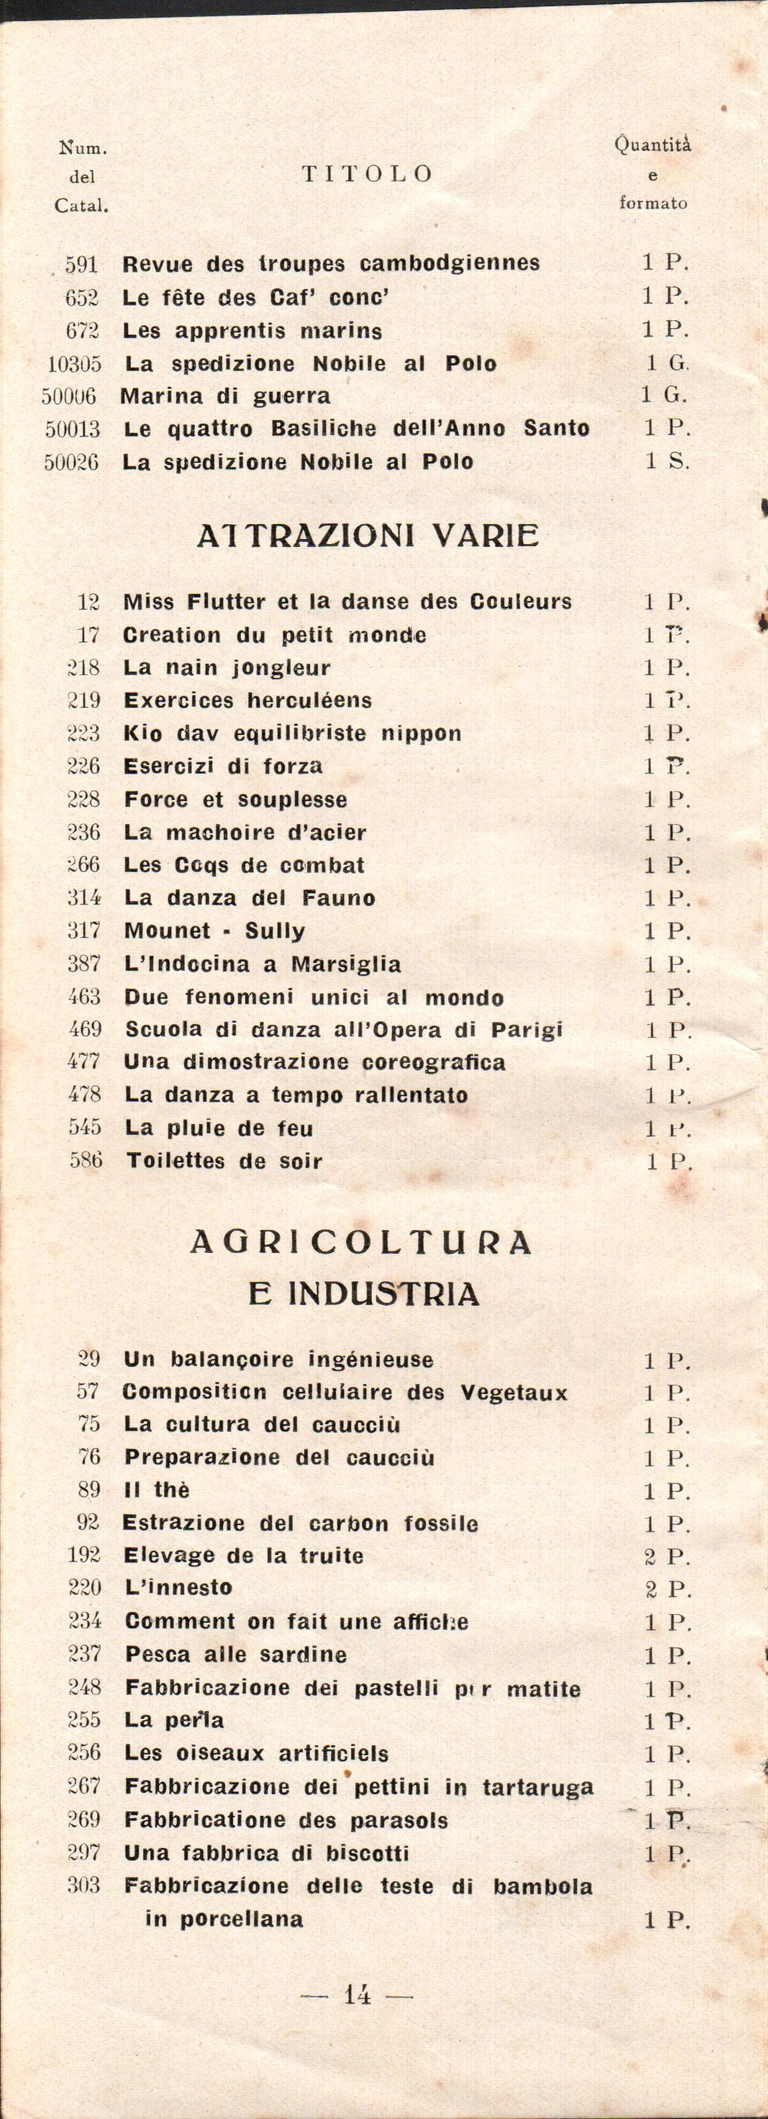 Num. del Catal. TITOLO Quantità e formato
591 Revue des troupes cambodgiennes 1 P.
652 Le fête des Caf' conc' 1 P.
672 Les apprentis marins 1 P.
10305 La spedizione Nobile al Polo 1 G.
50006 Marina di guerra 1 G.
50013 Le quattro Basiliche dell'Anno Santo 1 P.
50026 La spedizione Nobile al Polo 1 S.
ATTRAZIONI VARIE
12 Miss Flutter et la danse des Couleurs 1 P.
17 Creation du petit monde 1 P.
218 La nain jongleur 1 P.
219 Exercices herculéens 1 P.
223 Kio dav equilibriste nippon 1 P.
226 Esercizi di forza 1 P.
228 Force et souplesse 1 P.
236 La machoire d'acier 1 P.
266 Les Coqs de combat 1 P.
314 La danza del Fauno 1 P.
317 Mounet - Sully 1 P.
387 L'Indocina a Marsiglia 1 P.
463 Due fenomeni unici al mondo 1 P.
469 Scuola di danza all'Opera di Parigi 1 P.
477 Una dimostrazione coreografica 1 P.
478 La danza a tempo rallentato 1 P.
545 La pluie de feu 1 P.
586 Toilettes de soir 1 P.
AGRICOLTURA
E INDUSTRIA
29 Un balançoire ingénieuse 1 P.
57 Composition cellulaire des Vegetaux 1 P.
75 La cultura del caucciù 1 P.
76 Preparazione del caucciù 1 P.
89 Il thè 1 P.
92 Estrazione del carbon fossile 1 P.
192 Elevage de la truite 2 P.
220 L'innesto 2 P.
234 Comment on fait une affiche 1 P.
237 Pesca alle sardine 1 P.
248 Fabbricazione dei pastelli per matite 1 P.
255 La perla 1 P.
256 Les oiseaux artificiels 1 P.
267 Fabbricazione dei pettini in tartaruga 1 P.
269 Fabbricatione des parasols 1 P.
297 Una fabbrica di biscotti 1 P.
303 Fabbricazione delle teste di bambola
in porcellana 1 P.
— 14 —